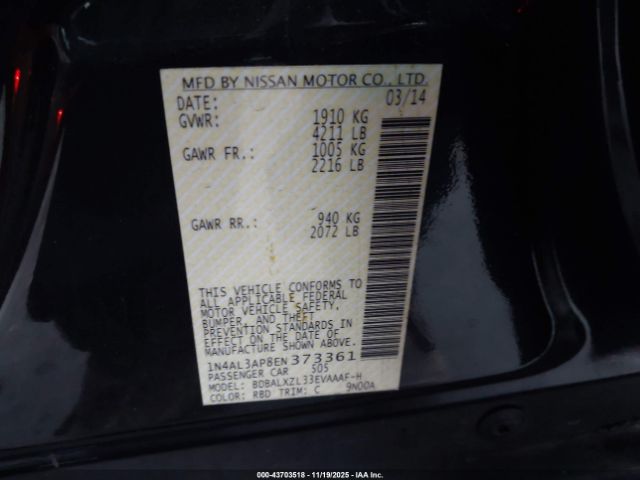 MFD BY NISSAN MOTOR CO., LTD.
DATE: 03/14
GVWR: 1910 KG
4211 LB
GAWR FR.: 1005 KG
2216 LB
GAWR RR.: 940 KG
2072 LB
THIS VEHICLE CONFORMS TO
ALL APPLICABLE FEDERAL
MOTOR VEHICLE SAFETY,
BUMPER, AND THEFT
PREVENTION STANDARDS IN
EFFECT ON THE DATE OF
MANUFACTURE SHOWN ABOVE.
1N4AL3AP8EN373361
PASSENGER CAR 505
MODEL: BDBALXZL33EVAAAF-H
COLOR: RBD TRIM: C 9N00A
000-43703518 | 11/19/2025 | IAA Inc.